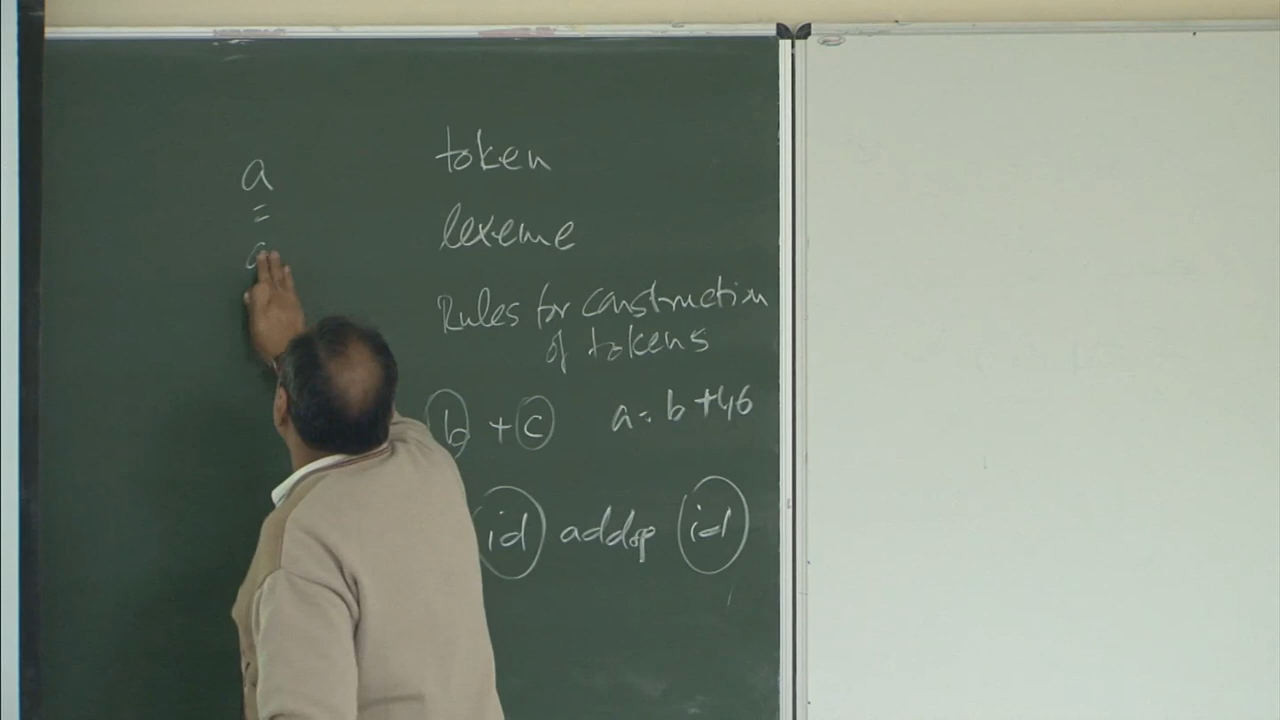 a
=
token
lexeme
Rules for construction
of tokens
b + c
a = b + 46
id addop id